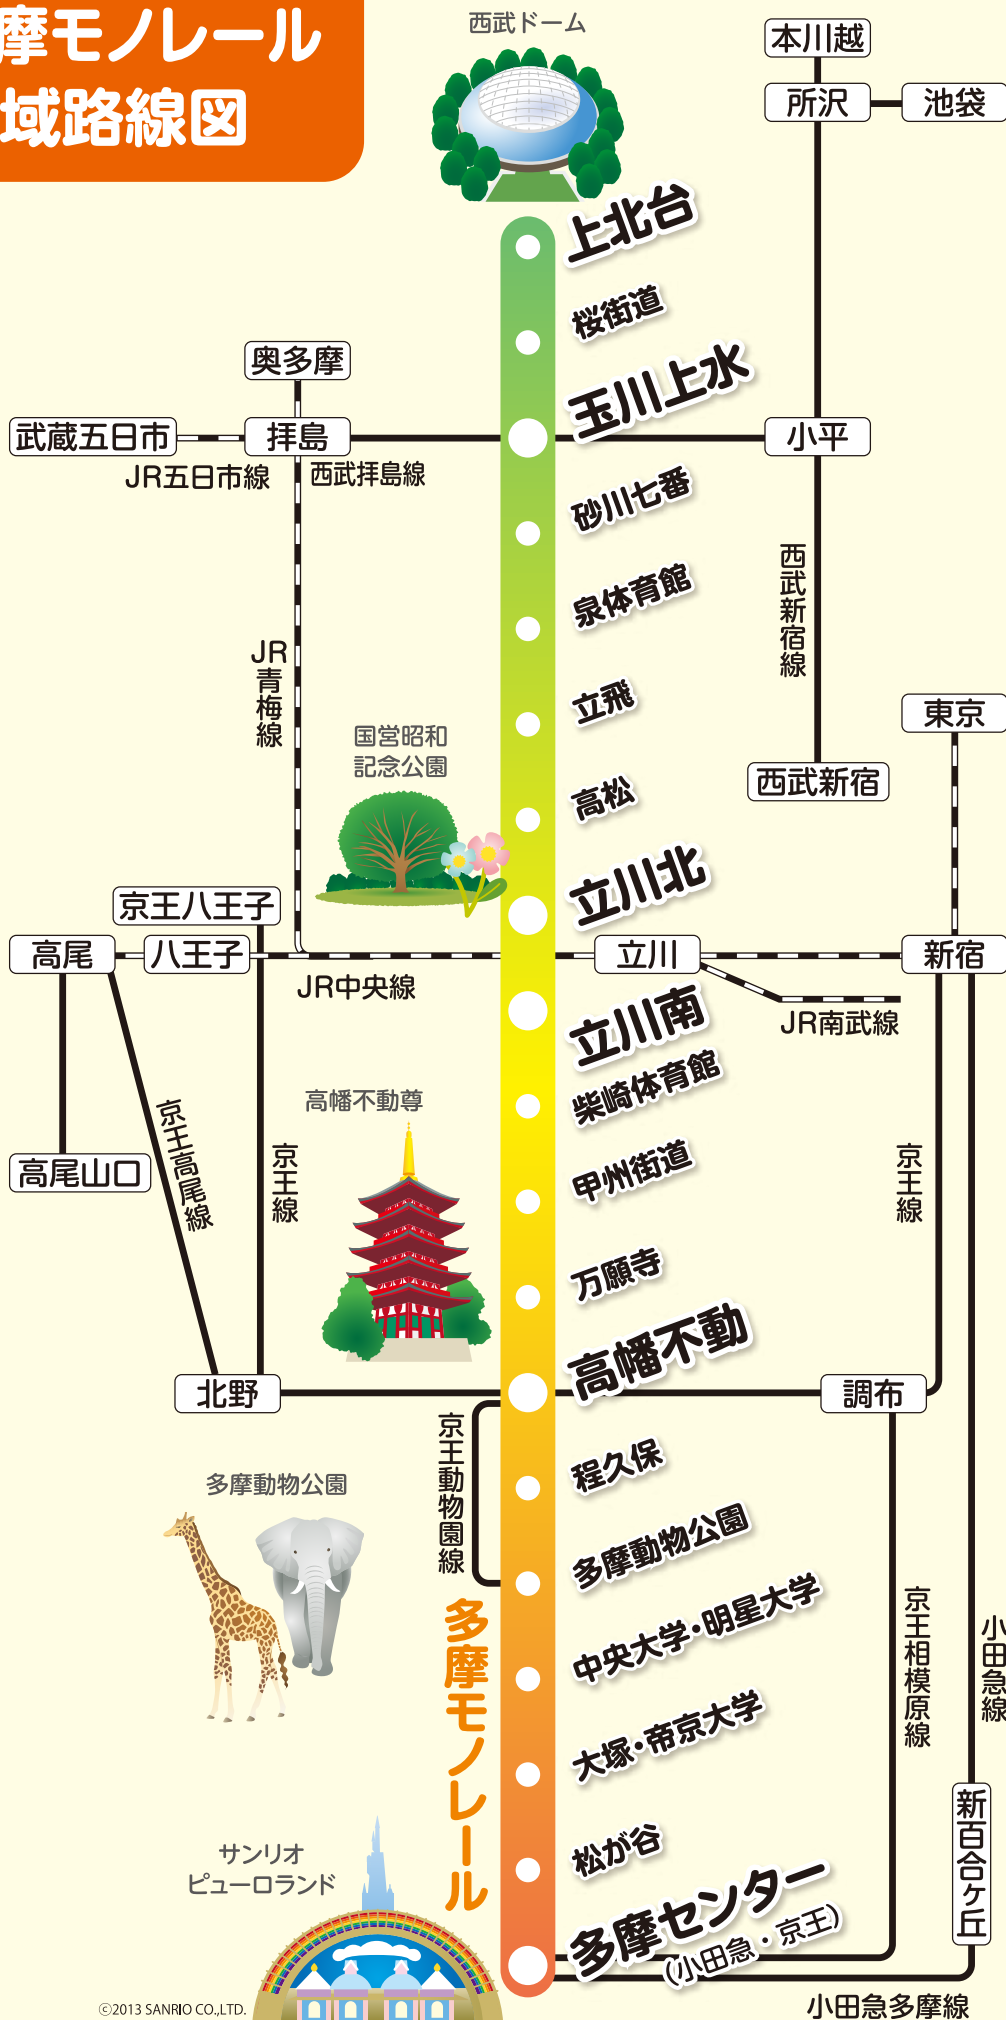 摩モノレール
域路線図
西武ドーム
本川越
所沢
池袋
上北台
桜街道
奥多摩
玉川上水
武蔵五日市
拝島
小平
JR五日市線
西武拝島線
砂川七番
西武新宿線
泉体育館
JR青梅線
立飛
東京
国営昭和
記念公園
西武新宿
高松
立川北
京王八王子
高尾
八王子
立川
新宿
JR中央線
立川南
JR南武線
柴崎体育館
高幡不動尊
京王高尾線
京王線
甲州街道
京王線
高尾山口
万願寺
高幡不動
北野
調布
京王動物園線
程久保
多摩動物公園
多摩動物公園
中央大学・明星大学
京王相模原線
小田急線
多摩モノレール
大塚・帝京大学
新百合ヶ丘
サンリオ
ピューロランド
松が谷
多摩センター
(小田急・京王)
©2013 SANRIO CO.,LTD.
小田急多摩線